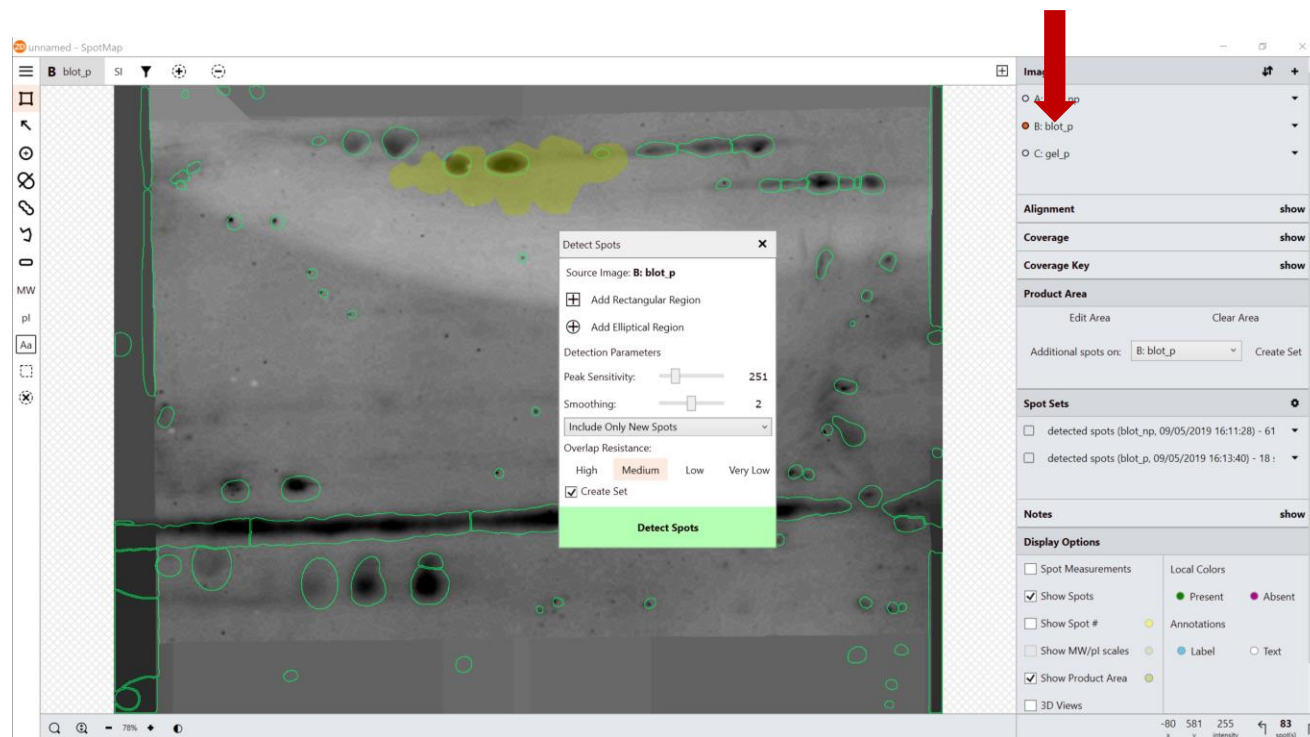 2D unnamed - SpotMap
B blot_p SI
Images
A: np
B: blot_p
C: gel_p
Alignment show
Coverage show
Coverage Key show
Product Area
Edit Area Clear Area
Additional spots on: B: blot_p Create Set
Spot Sets
detected spots (blot_np, 09/05/2019 16:11:28) - 61
detected spots (blot_p, 09/05/2019 16:13:40) - 18
Notes show
Display Options
Spot Measurements Local Colors
Show Spots Present Absent
Show Spot # Annotations
Show MW/pI scales Label Text
Show Product Area
3D Views
MW
pI
Aa
Detect Spots
Source Image: B: blot_p
Add Rectangular Region
Add Elliptical Region
Detection Parameters
Peak Sensitivity: 251
Smoothing: 2
Include Only New Spots
Overlap Resistance:
High Medium Low Very Low
Create Set
Detect Spots
78%
-80 581 255 83
x y intensity spot(s)